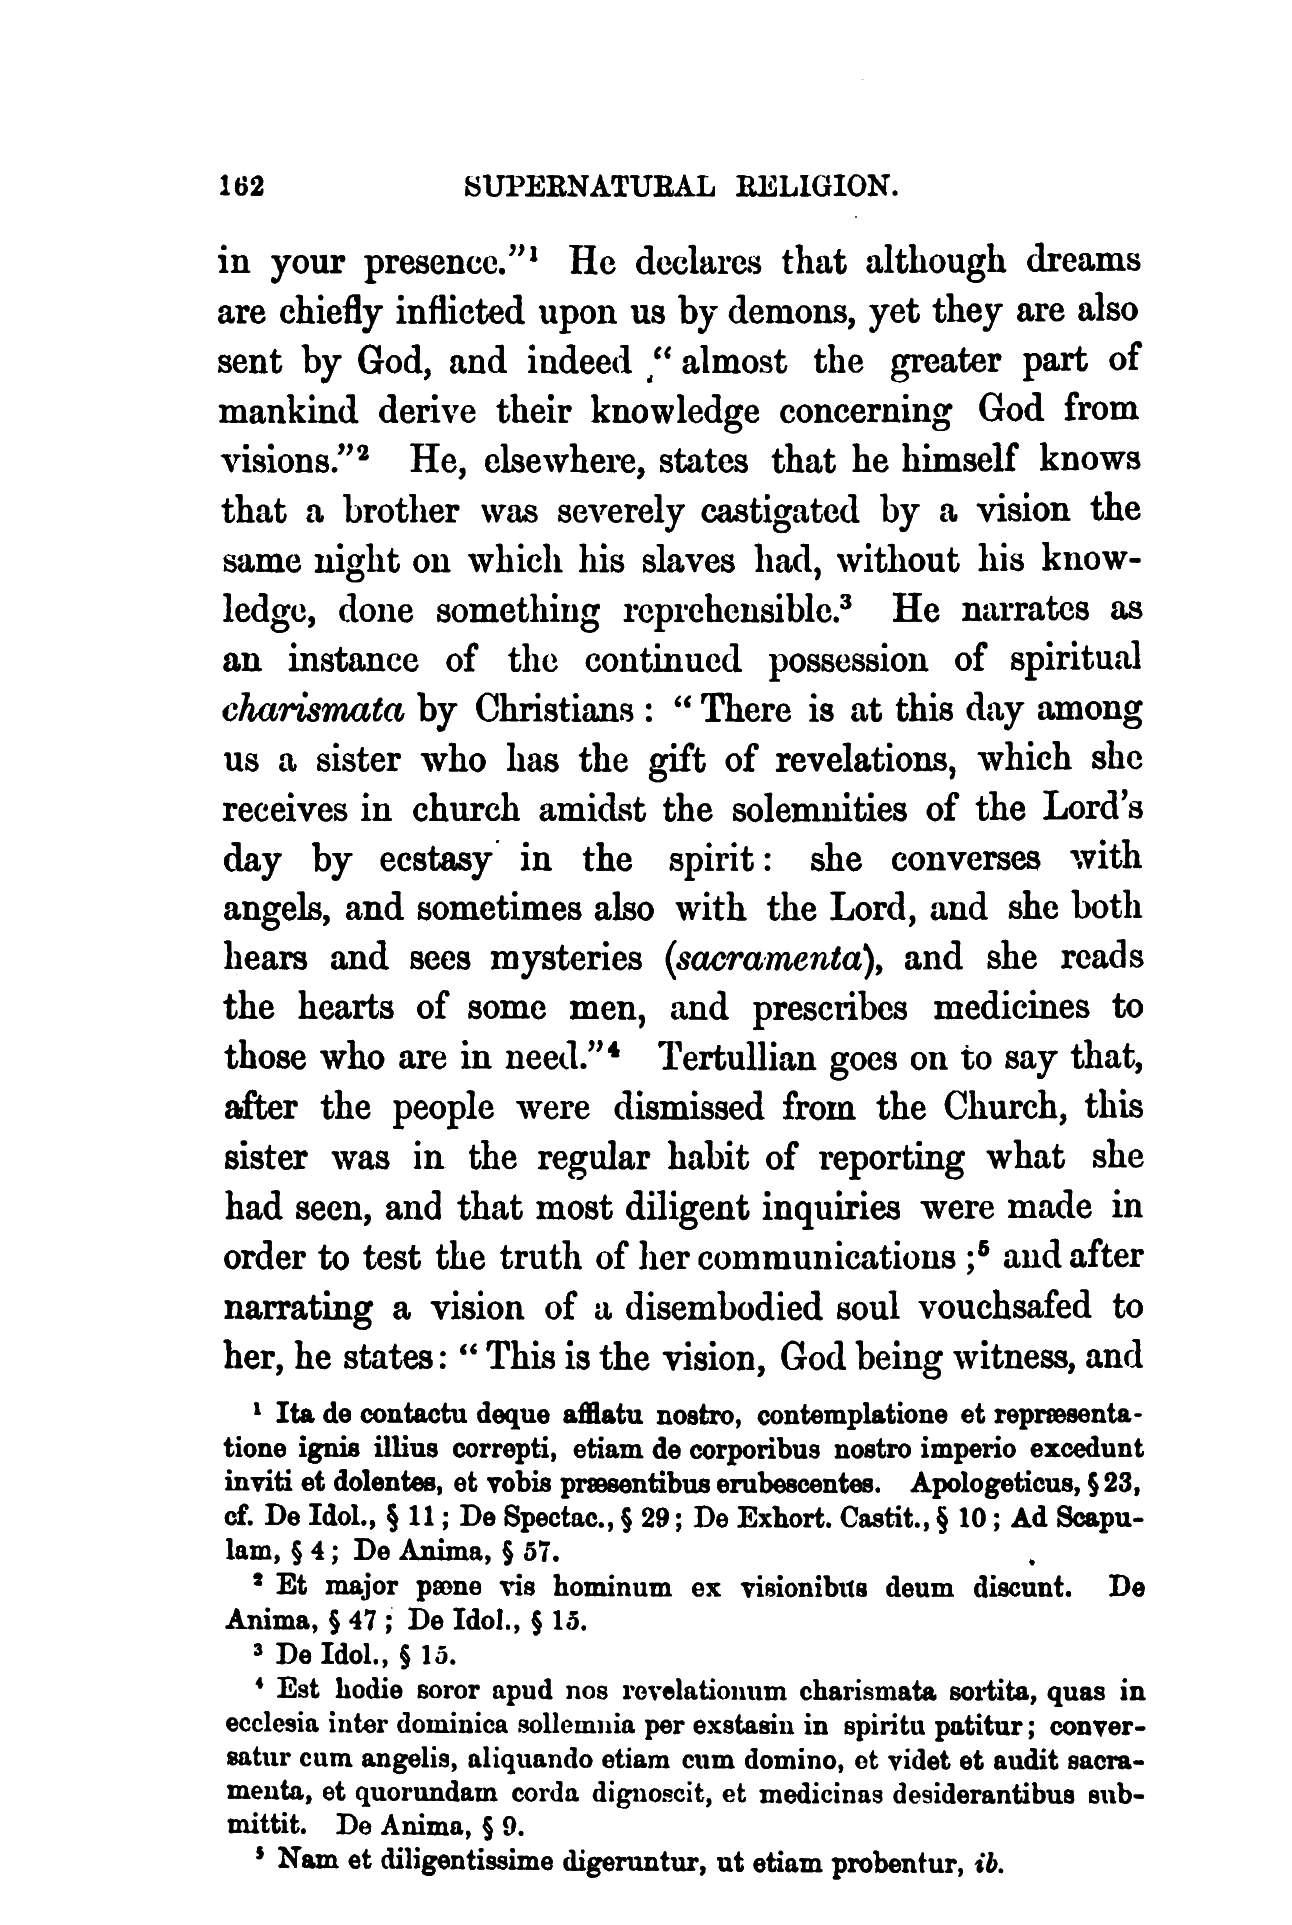 162 SUPERNATURAL RELIGION.
in your presence."¹ He declares that although dreams
are chiefly inflicted upon us by demons, yet they are also
sent by God, and indeed "almost the greater part of
mankind derive their knowledge concerning God from
visions."² He, elsewhere, states that he himself knows
that a brother was severely castigated by a vision the
same night on which his slaves had, without his know-
ledge, done something reprehensible.³ He narrates as
an instance of the continued possession of spiritual
charismata by Christians : "There is at this day among
us a sister who has the gift of revelations, which she
receives in church amidst the solemnities of the Lord's
day by ecstasy in the spirit: she converses with
angels, and sometimes also with the Lord, and she both
hears and sees mysteries (sacramenta), and she reads
the hearts of some men, and prescribes medicines to
those who are in need."⁴ Tertullian goes on to say that,
after the people were dismissed from the Church, this
sister was in the regular habit of reporting what she
had seen, and that most diligent inquiries were made in
order to test the truth of her communications ;⁵ and after
narrating a vision of a disembodied soul vouchsafed to
her, he states: "This is the vision, God being witness, and
¹ Ita de contactu deque afflatu nostro, contemplatione et repræsenta-
tione ignis illius correpti, etiam de corporibus nostro imperio excedunt
inviti et dolentes, et vobis præsentibus erubescentes. Apologeticus, § 23,
cf. De Idol., § 11 ; De Spectac., § 29 ; De Exhort. Castit., § 10 ; Ad Scapu-
lam, § 4 ; De Anima, § 57.
² Et major pæne vis hominum ex visionibus deum discunt. De
Anima, § 47 ; De Idol., § 15.
³ De Idol., § 15.
⁴ Est hodie soror apud nos revelationum charismata sortita, quas in
ecclesia inter dominica sollemnia per exstasin in spiritu patitur ; conver-
satur cum angelis, aliquando etiam cum domino, et videt et audit sacra-
menta, et quorundam corda dignoscit, et medicinas desiderantibus sub-
mittit. De Anima, § 9.
⁵ Nam et diligentissime digeruntur, ut etiam probentur, ib.